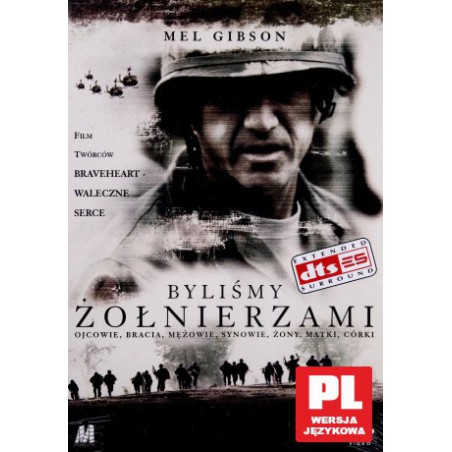 MEL GIBSON
FILM
TWÓRCÓW
BRAVEHEART -
WALECZNE
SERCE
EXTENDED
dts ES
SURROUND
BYLIŚMY
ŻOŁNIERZAMI
OJCOWIE, BRACIA, MĘŻOWIE, SYNOWIE, ŻONY, MATKI, CÓRKI
PL
WERSJA
JĘZYKOWA
M
VIDEO